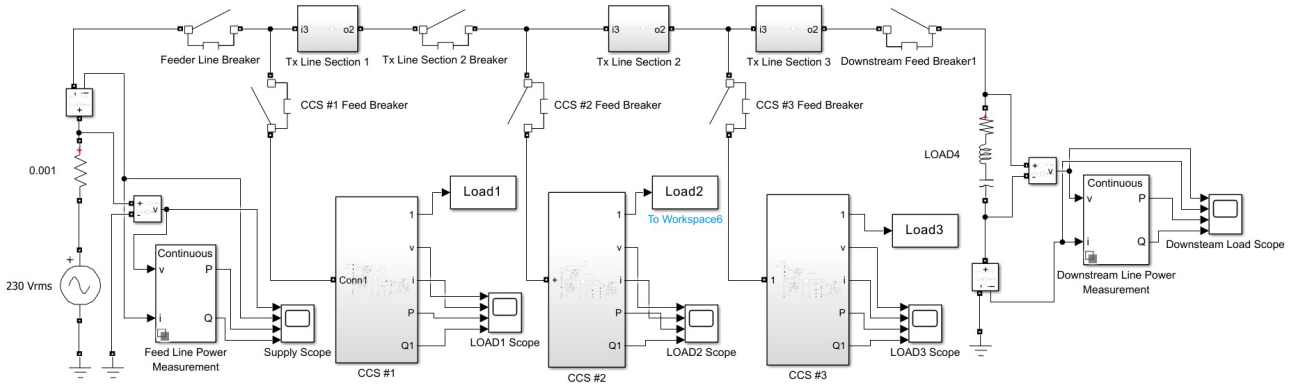 i3 o2
i3 o2
i3 o2
Feeder Line Breaker
Tx Line Section 1
Tx Line Section 2 Breaker
Tx Line Section 2
Tx Line Section 3
Downstream Feed Breaker1
CCS #1 Feed Breaker
CCS #2 Feed Breaker
CCS #3 Feed Breaker
i
+
0.001
+
-
v
230 Vrms
+
Continuous
v
i
P
Q
Feed Line Power
Measurement
Supply Scope
Conn1
1
v
i
P
Q1
CCS #1
Load1
LOAD1 Scope
+
1
v
i
P
Q1
CCS #2
Load2
To Workspace6
LOAD2 Scope
1
1
v
i
P
Q1
CCS #3
Load3
LOAD3 Scope
LOAD4
+
-
v
+
i
Continuous
v
i
P
Q
Downstream Line Power
Measurement
Downsteam Load Scope